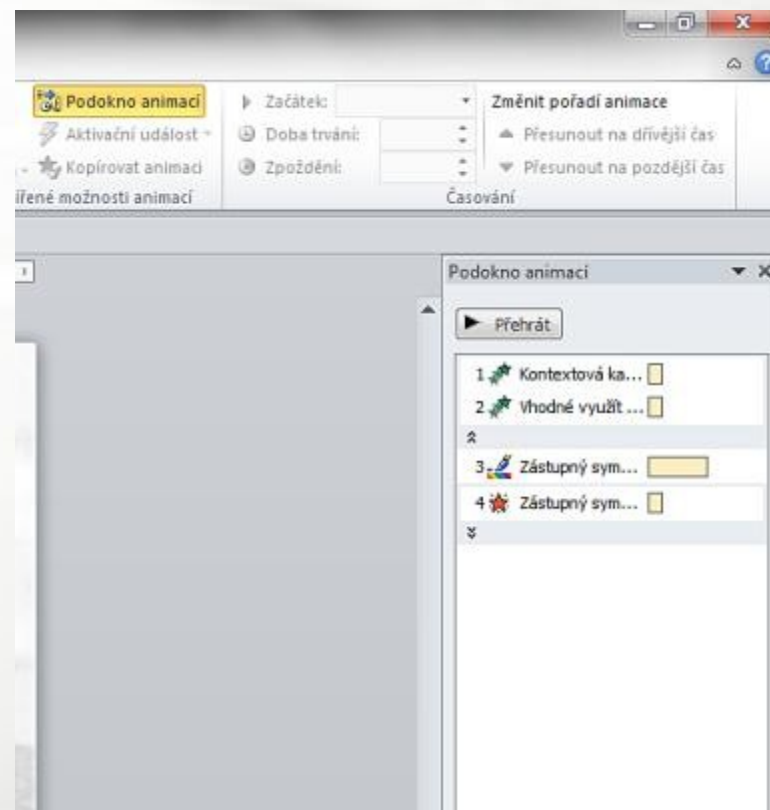 Podokno animací
Aktivační událost
Kopírovat animaci
ířené možnosti animací
Začátek:
Doba trvání:
Zpoždění:
Změnit pořadí animace
Přesunout na dřívější čas
Přesunout na pozdější čas
Časování
Podokno animací
Přehrát
1 Kontextová ka...
2 Vhodné využít ...
3 Zástupný sym...
4 Zástupný sym...